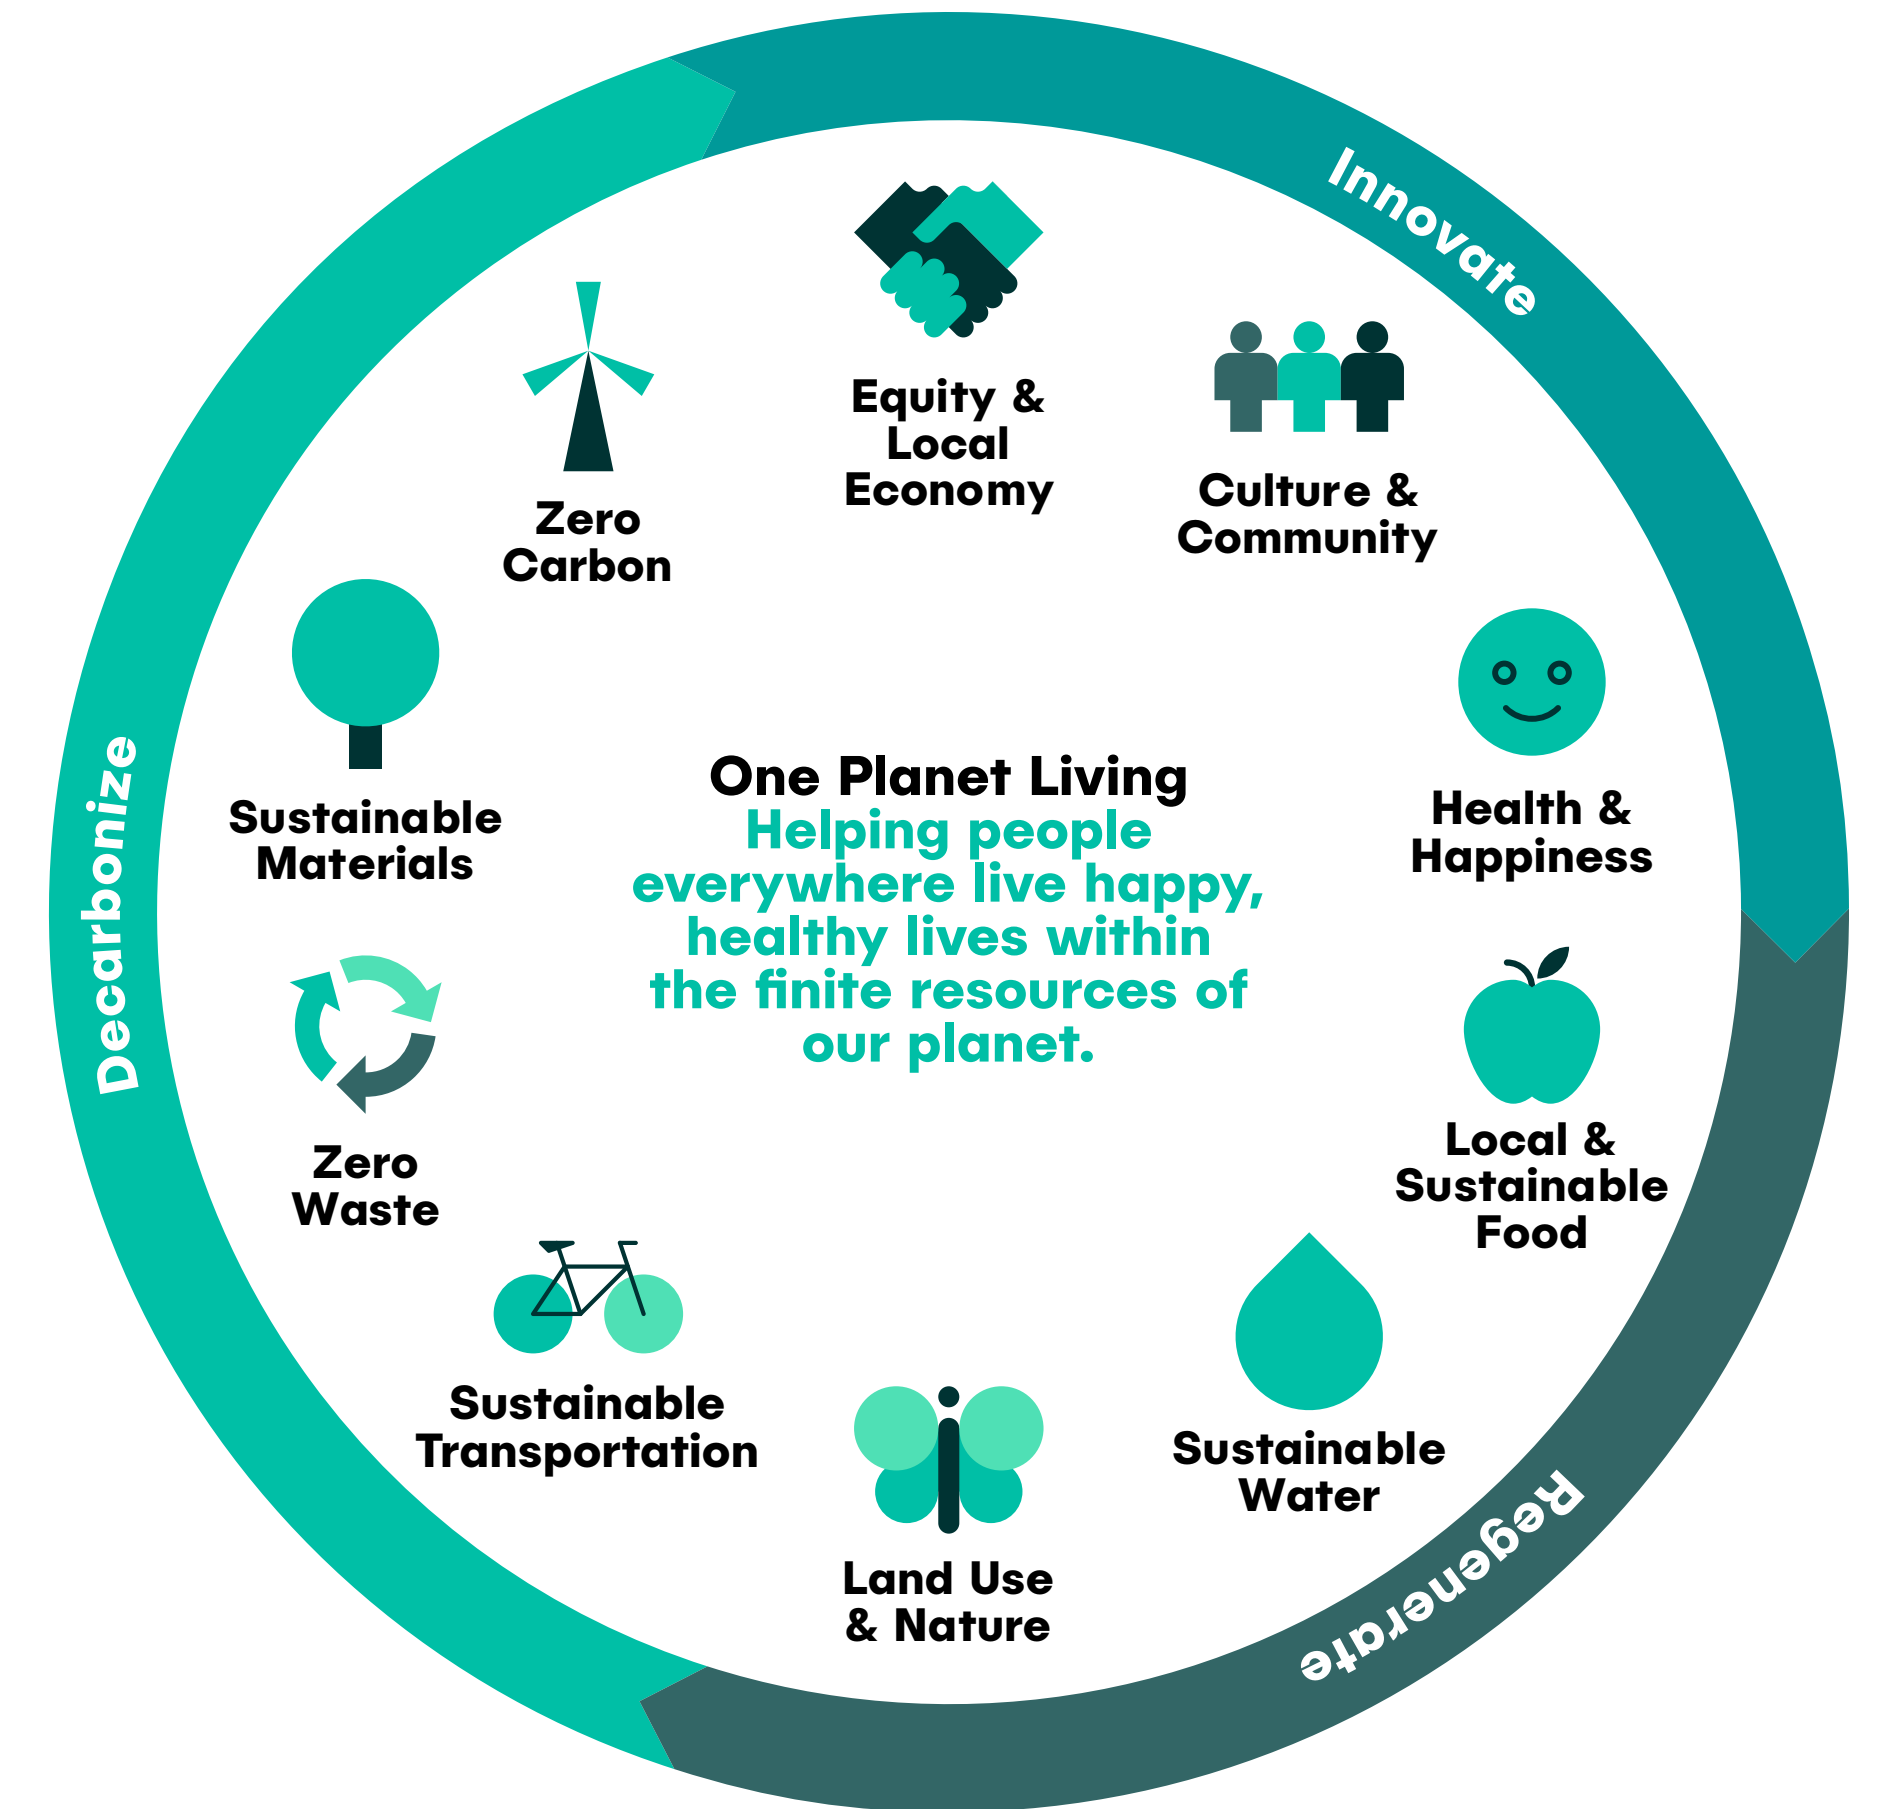 Innovate
Equity &
Local
Economy
Culture &
Community
Zero
Carbon
Health &
Happiness
Sustainable
Materials
Decarbonize
One Planet Living
Helping people
everywhere live happy,
healthy lives within
the finite resources of
our planet.
Local &
Sustainable
Food
Zero
Waste
Sustainable
Transportation
Sustainable
Water
Land Use
& Nature
Regenerate